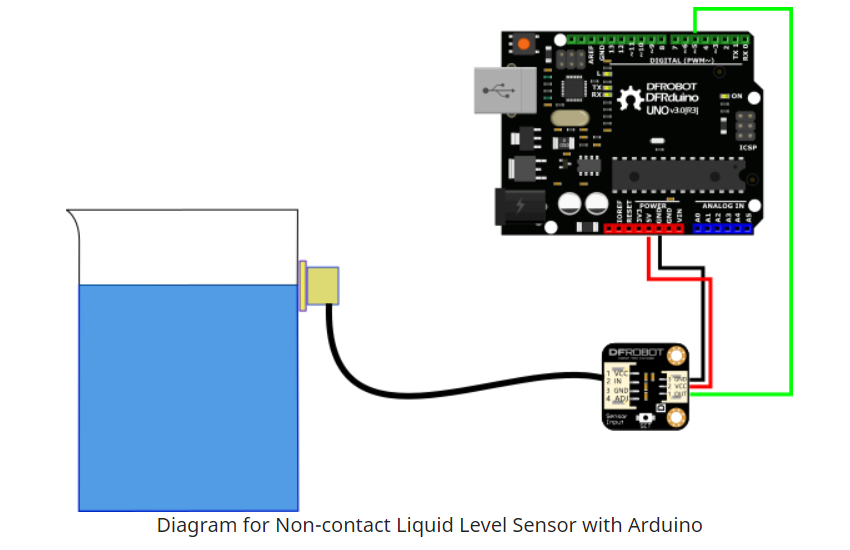 AREF
GND
13
12
~11
~10
~9
8
7
~6
~5
4
~3
2
TX 1
RX 0
DIGITAL (PWM~)
L
TX
RX
DFROBOT
DFRduino
UNO v3.0[R3]
ON
ICSP
POWER
ANALOG IN
IOREF
RESET
3V3
5V
GND
GND
VIN
A0
A1
A2
A3
A4
A5
DFROBOT
1 VCC
2 IN
3 GND
4 ADJ
GND
VCC
OUT
D
Sensor
Input
SET
Diagram for Non-contact Liquid Level Sensor with Arduino